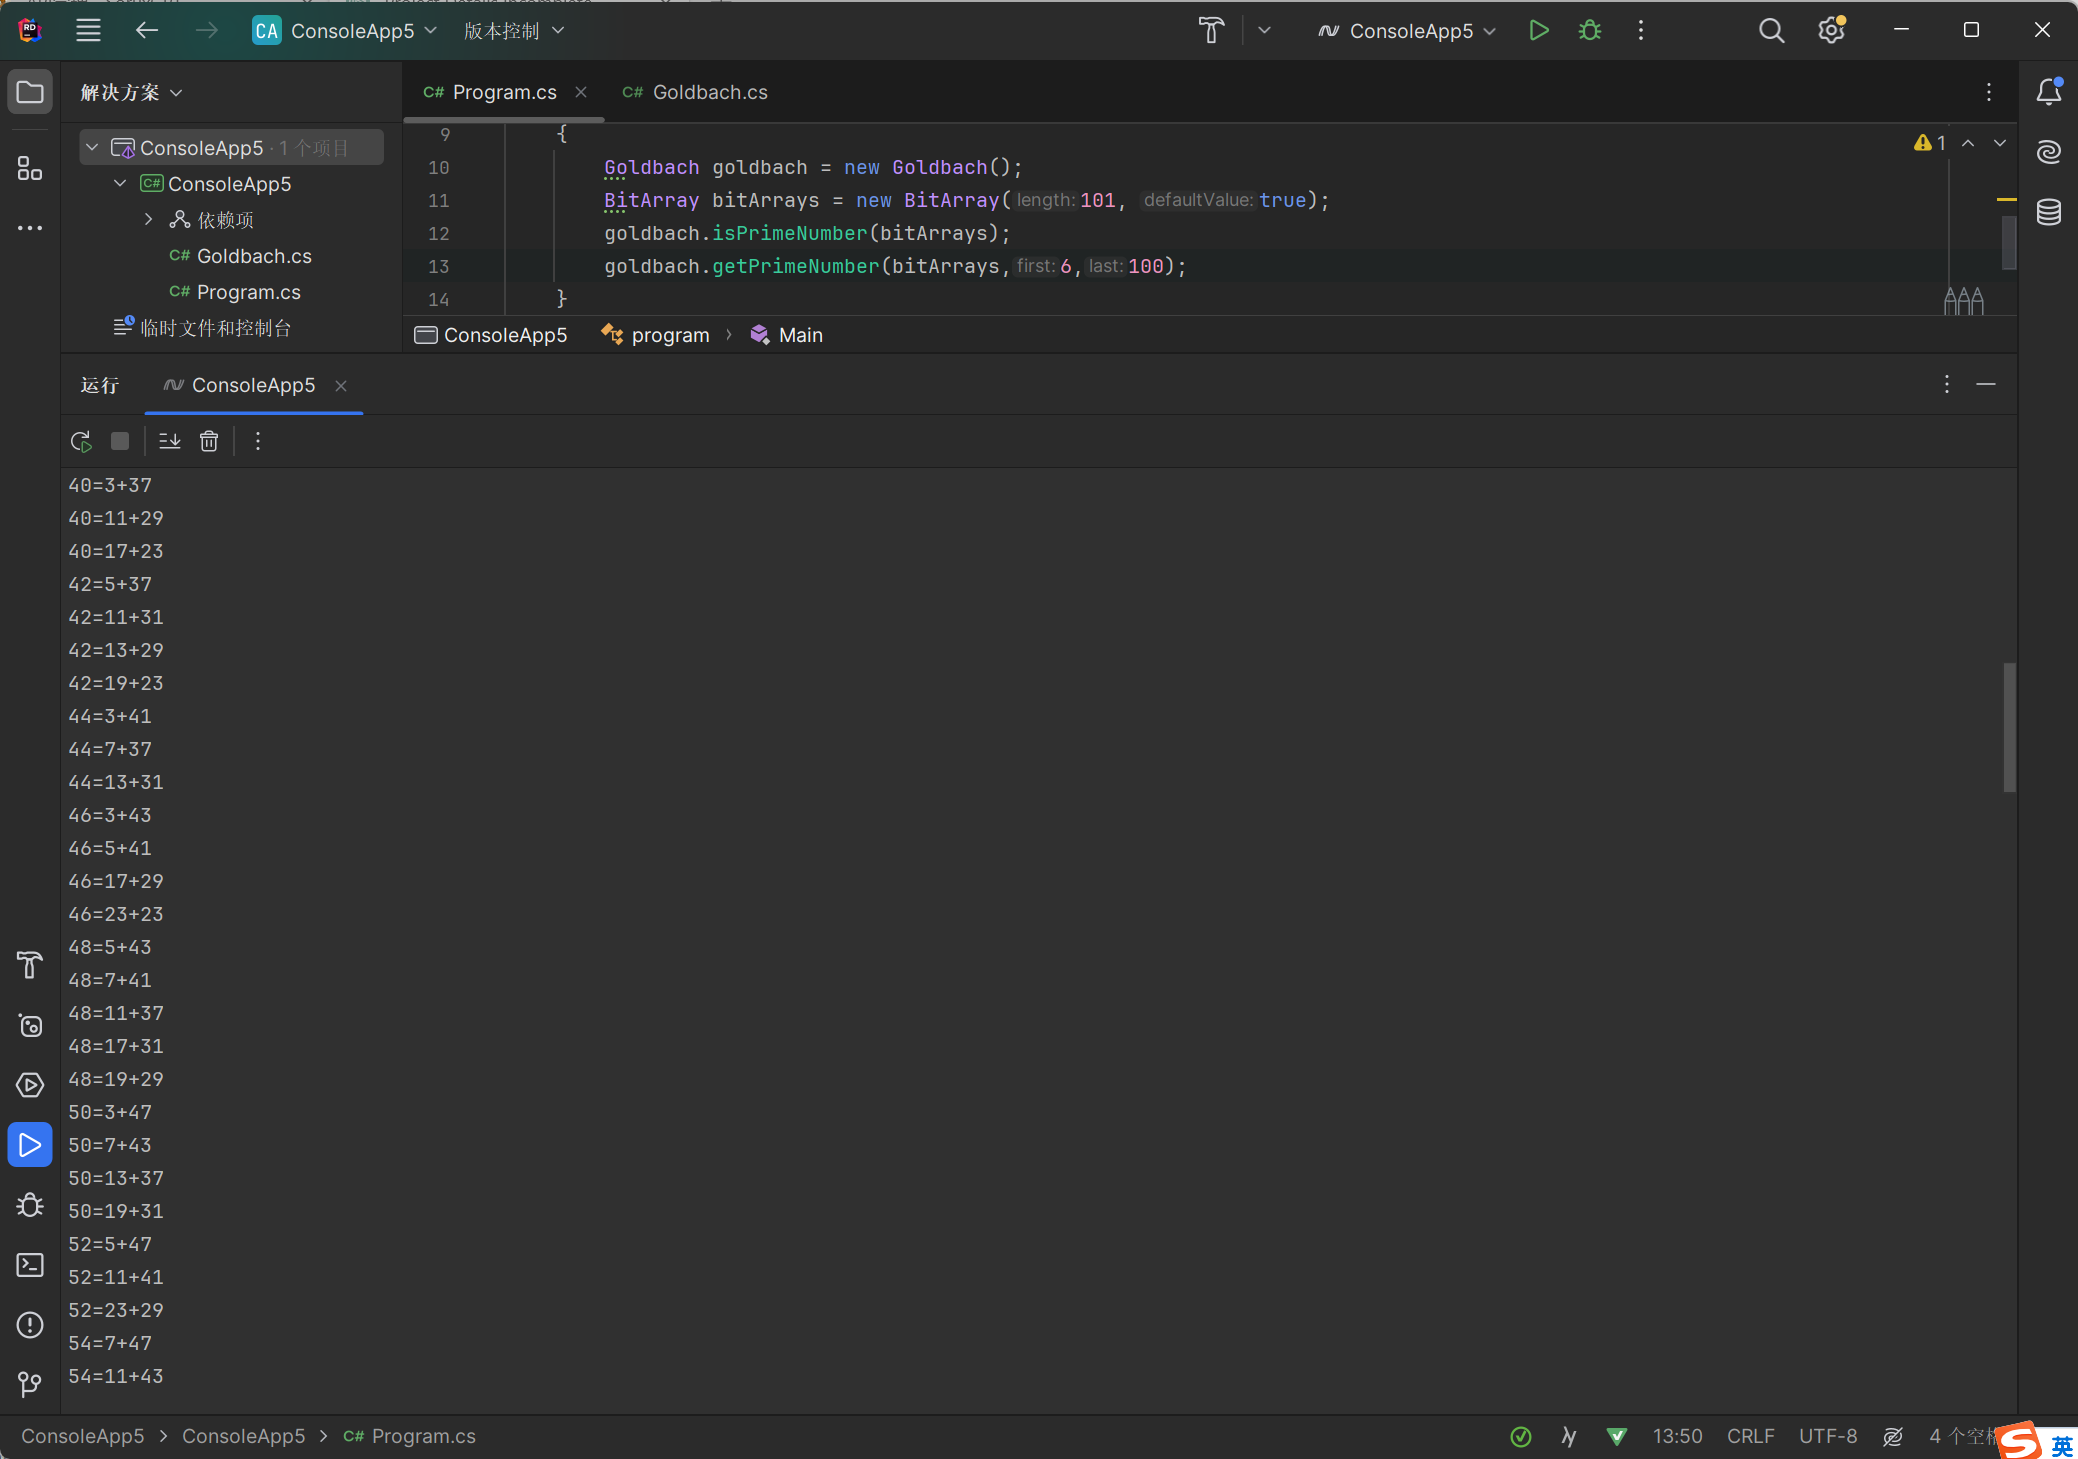 CA ConsoleApp5 版本控制 ConsoleApp5
解决方案
C# Program.cs C# Goldbach.cs
ConsoleApp5 · 1 个项目
C# ConsoleApp5
依赖项
C# Goldbach.cs
C# Program.cs
临时文件和控制台
1
9 {
10 Goldbach goldbach = new Goldbach();
11 BitArray bitArrays = new BitArray( length: 101, defaultValue: true);
12 goldbach.isPrimeNumber(bitArrays);
13 goldbach.getPrimeNumber(bitArrays, first: 6, last: 100);
14 }
ConsoleApp5 program › Main
运行 ConsoleApp5
40=3+37
40=11+29
40=17+23
42=5+37
42=11+31
42=13+29
42=19+23
44=3+41
44=7+37
44=13+31
46=3+43
46=5+41
46=17+29
46=23+23
48=5+43
48=7+41
48=11+37
48=17+31
48=19+29
50=3+47
50=7+43
50=13+37
50=19+31
52=5+47
52=11+41
52=23+29
54=7+47
54=11+43
ConsoleApp5 > ConsoleApp5 > C# Program.cs 13:50 CRLF UTF-8 4 个空
英